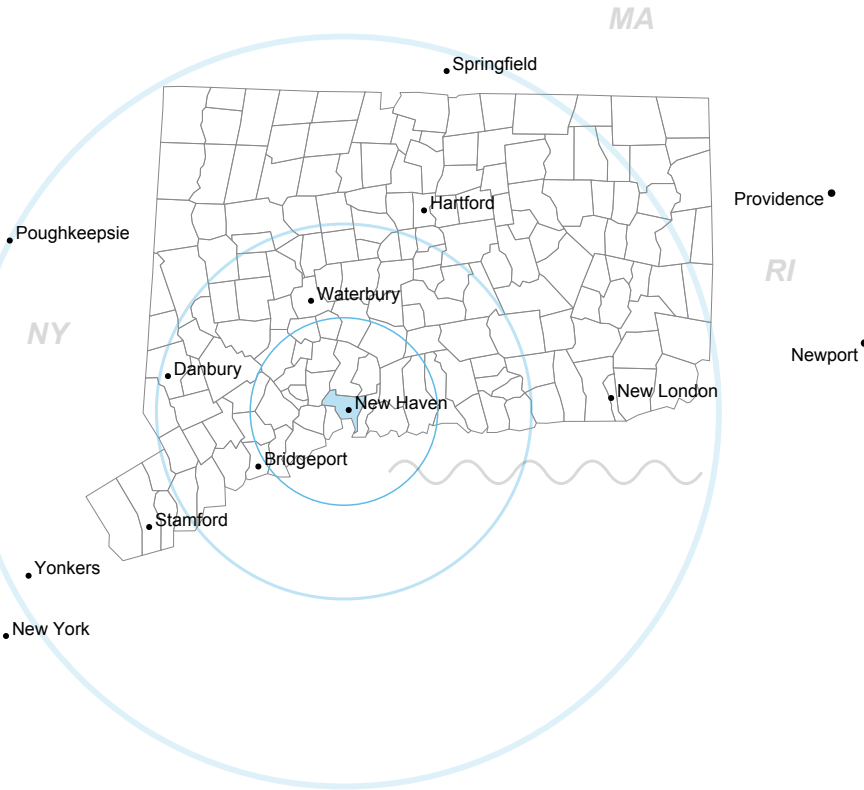 MA
Springfield
Providence
Hartford
Poughkeepsie
RI
Waterbury
NY
Newport
Danbury
New London
New Haven
Bridgeport
Stamford
Yonkers
New York